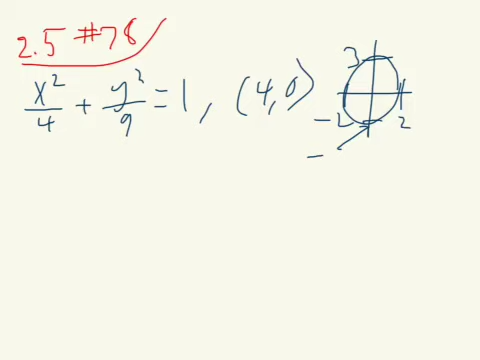 2.5 #78
x²/4 + y²/9 = 1, (4,0)
3
-2 2
-